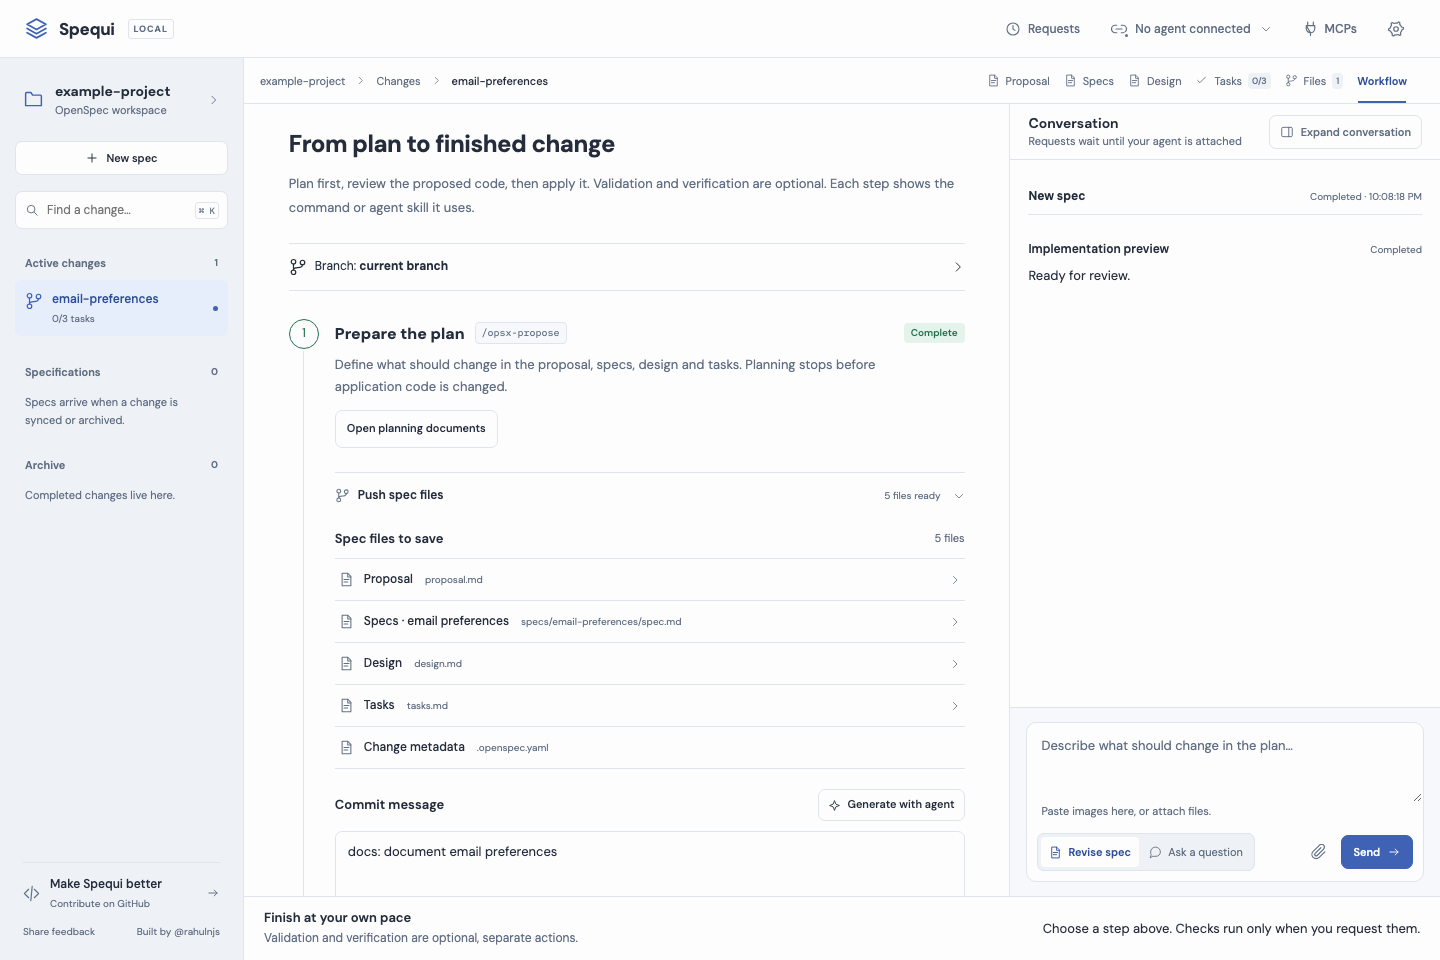 Spequi
LOCAL
Requests
No agent connected
MCPs
example-project
OpenSpec workspace
New spec
Find a change...
⌘ K
Active changes
1
email-preferences
0/3 tasks
Specifications
0
Specs arrive when a change is
synced or archived.
Archive
0
Completed changes live here.
Make Spequi better
Contribute on GitHub
Share feedback
Built by @rahulnjs
example-project
Changes
email-preferences
Proposal
Specs
Design
Tasks 0/3
Files 1
Workflow
From plan to finished change
Plan first, review the proposed code, then apply it. Validation and verification are optional. Each step shows the
command or agent skill it uses.
Branch: current branch
1
Prepare the plan
/opsx-propose
Complete
Define what should change in the proposal, specs, design and tasks. Planning stops before
application code is changed.
Open planning documents
Push spec files
5 files ready
Spec files to save
5 files
Proposal proposal.md
Specs · email preferences specs/email-preferences/spec.md
Design design.md
Tasks tasks.md
Change metadata .openspec.yaml
Commit message
Generate with agent
docs: document email preferences
Conversation
Requests wait until your agent is attached
Expand conversation
New spec
Completed · 10:08:18 PM
Implementation preview
Completed
Ready for review.
Describe what should change in the plan...
Paste images here, or attach files.
Revise spec
Ask a question
Send
Finish at your own pace
Validation and verification are optional, separate actions.
Choose a step above. Checks run only when you request them.